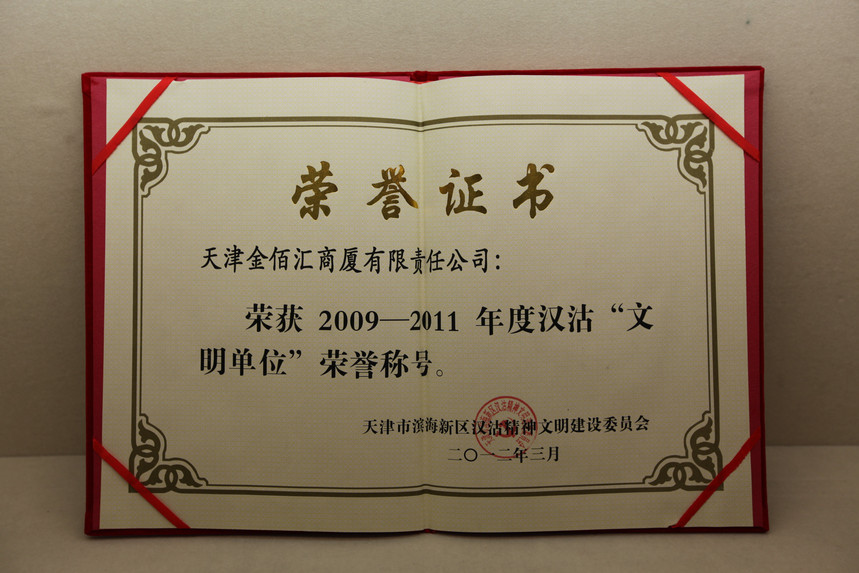 荣誉证书
天津金佰汇商厦有限责任公司：
荣获 2009—2011 年度汉沽“文
明单位”荣誉称号。
天津市滨海新区汉沽精神文明建设委员会
二〇一二年三月